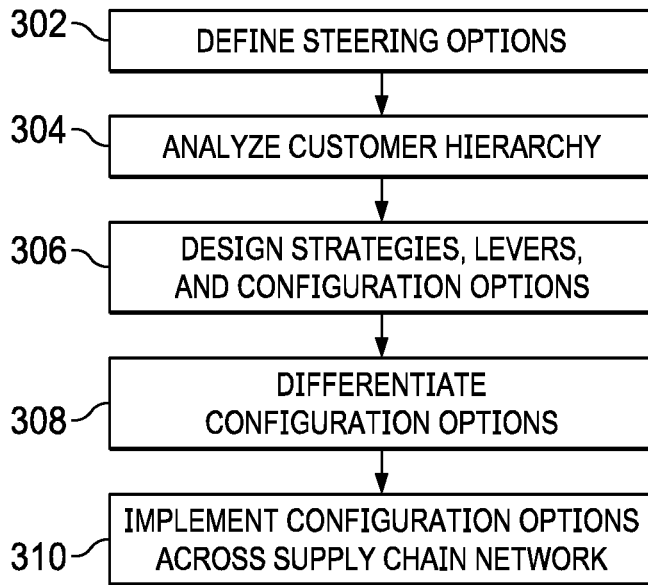 302
DEFINE STEERING OPTIONS
304
ANALYZE CUSTOMER HIERARCHY
306
DESIGN STRATEGIES, LEVERS,
AND CONFIGURATION OPTIONS
308
DIFFERENTIATE
CONFIGURATION OPTIONS
310
IMPLEMENT CONFIGURATION OPTIONS
ACROSS SUPPLY CHAIN NETWORK